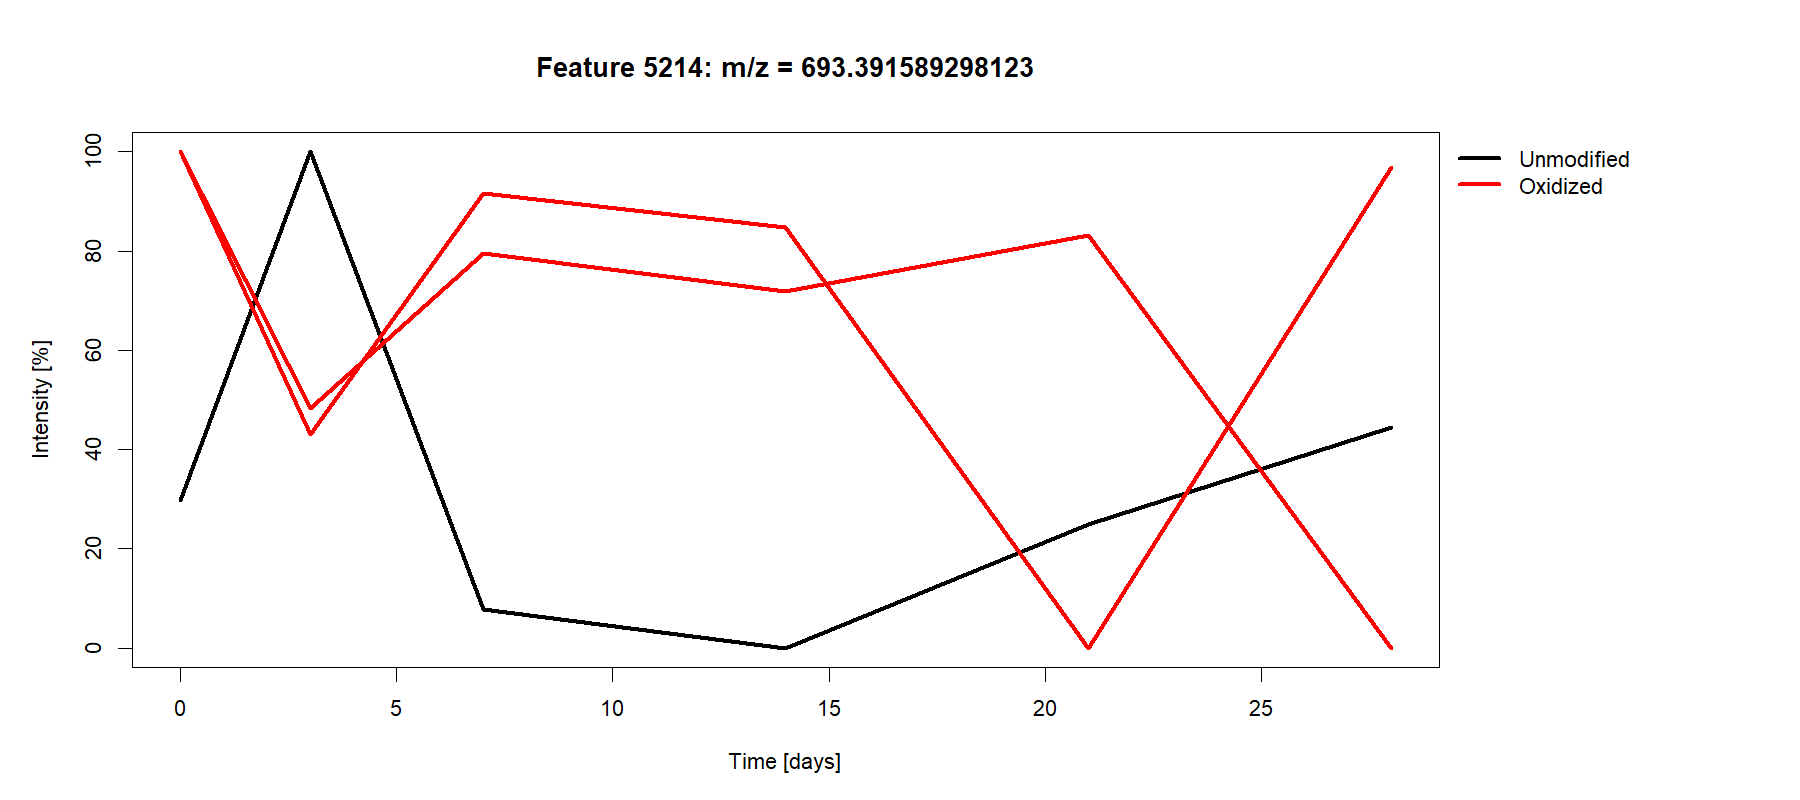 Feature 5214: m/z = 693.391589298123
Unmodified
Oxidized
Intensity [%]
100
80
60
40
20
0
0 5 10 15 20 25
Time [days]